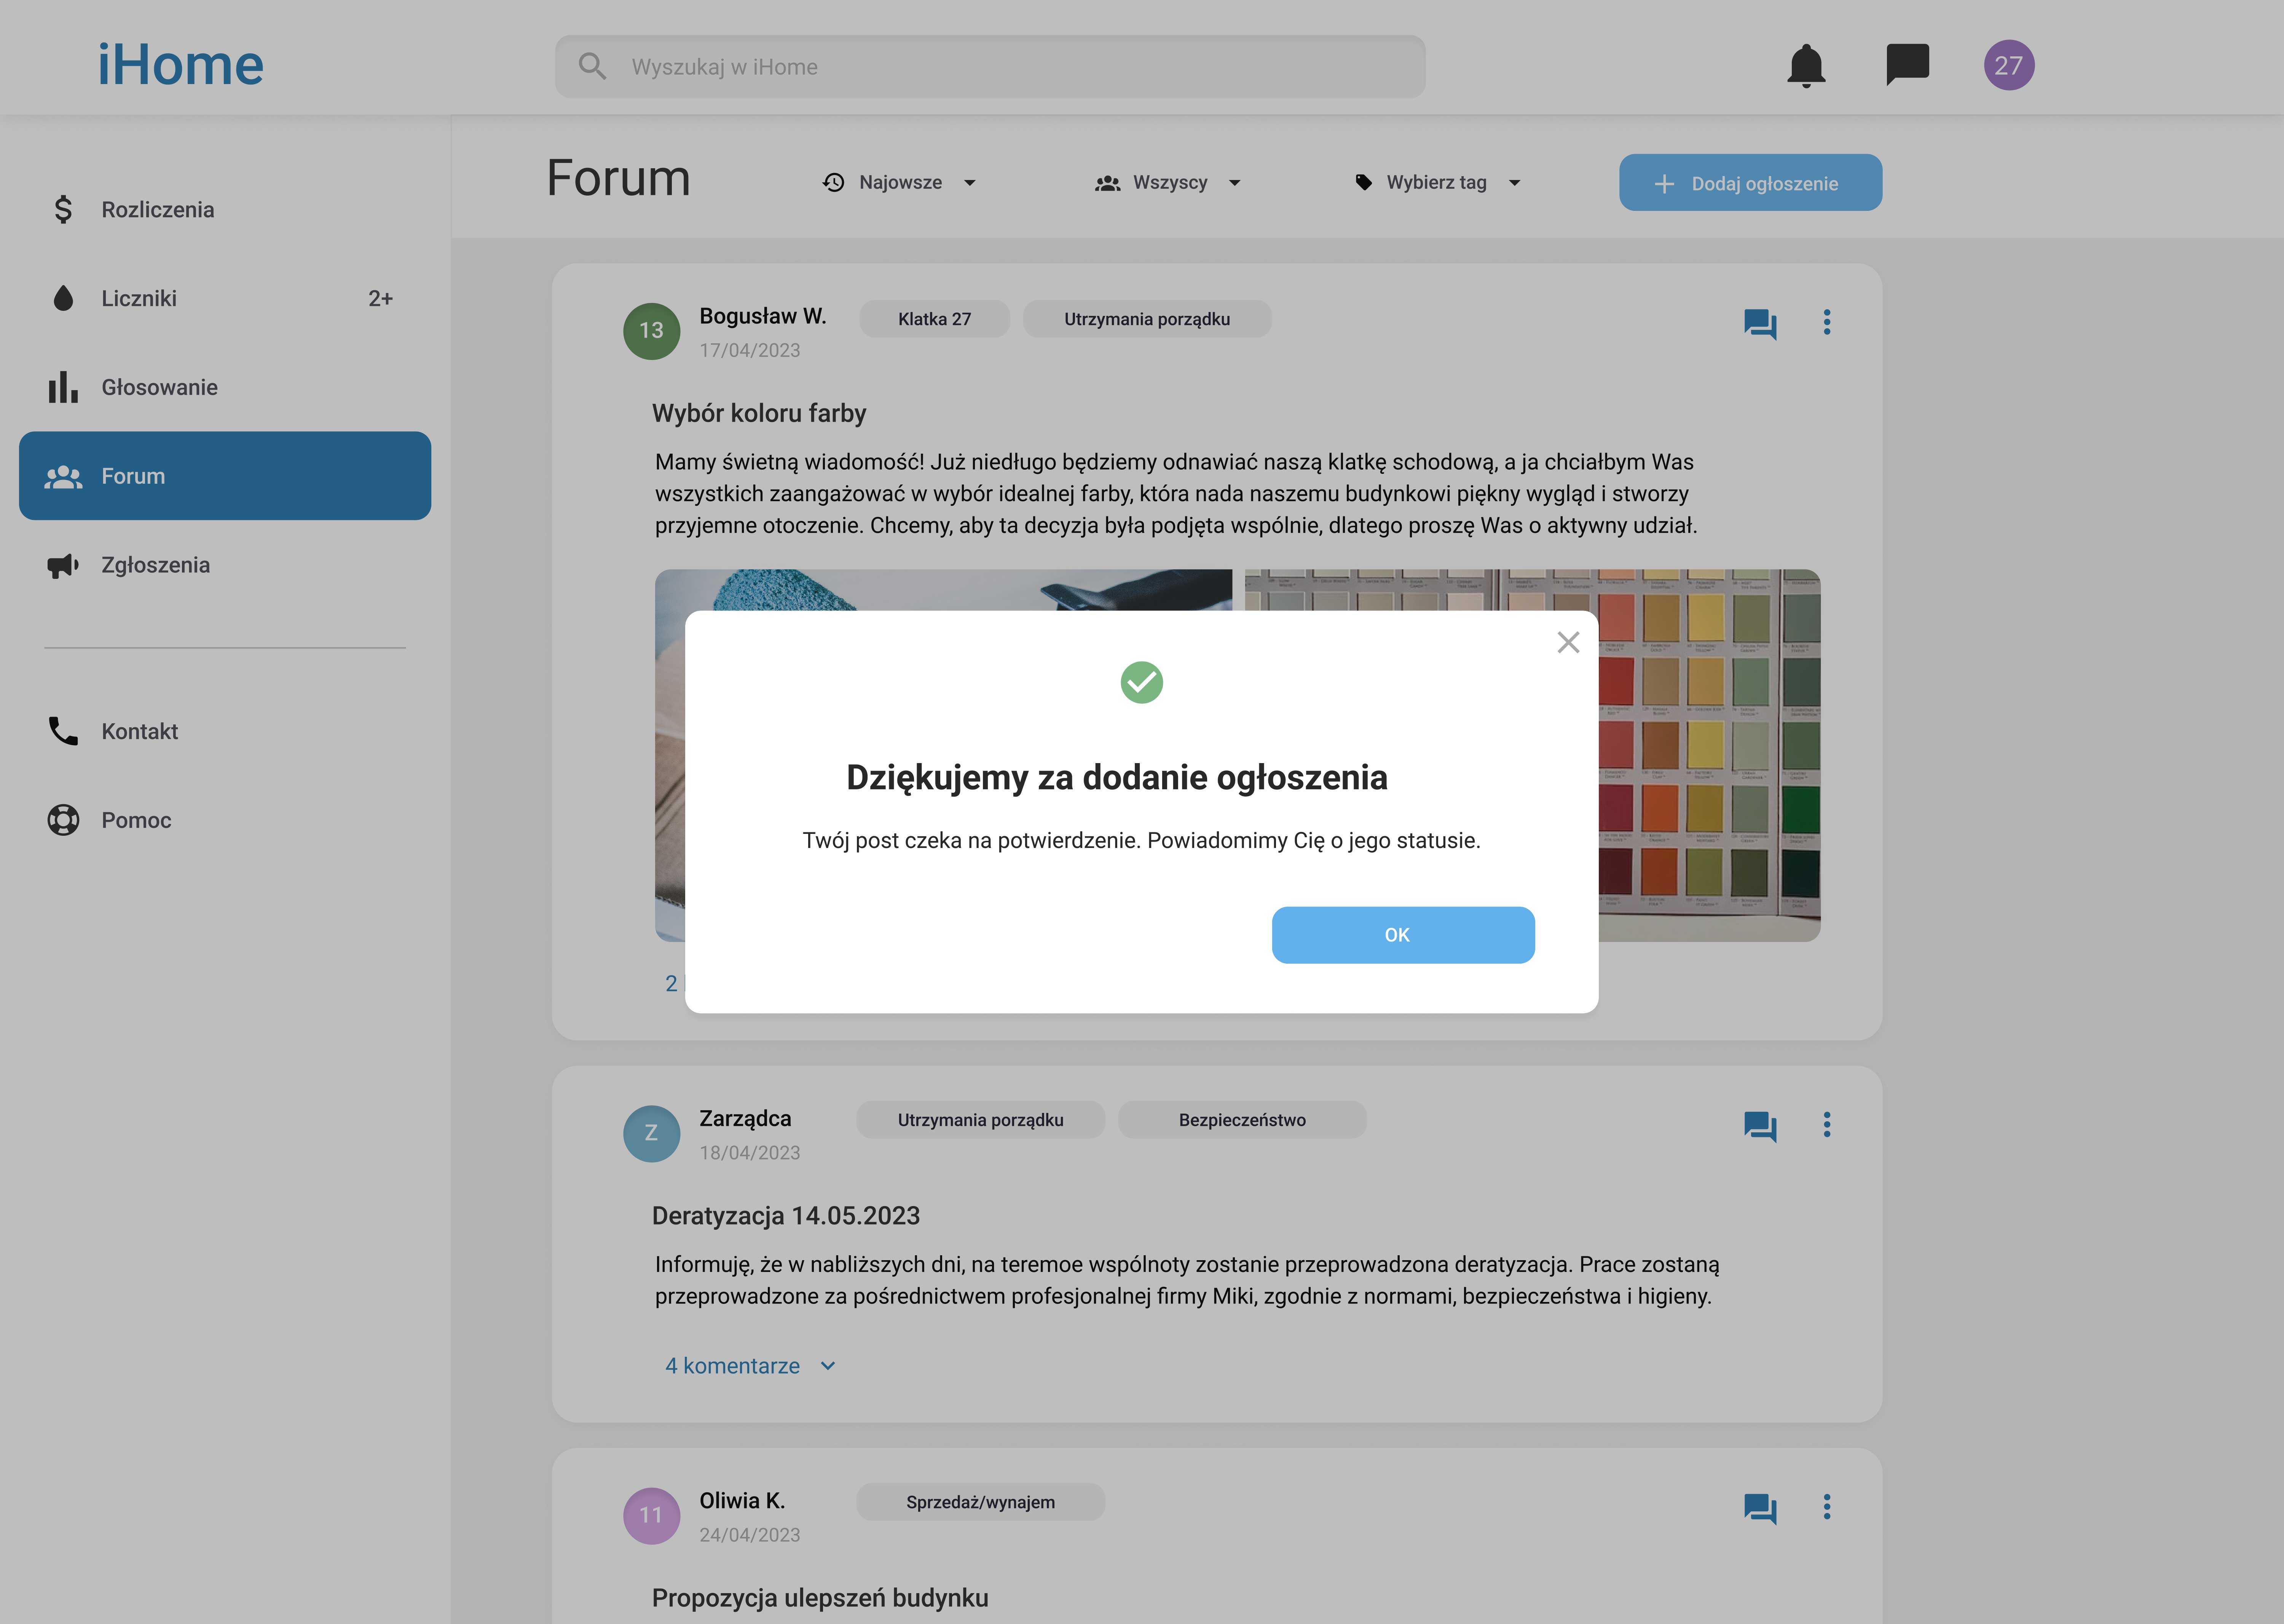 iHome
Wyszukaj w iHome
27
Rozliczenia
Liczniki 2+
Głosowanie
Forum
Zgłoszenia
Kontakt
Pomoc
Forum
Najowsze
Wszyscy
Wybierz tag
Dodaj ogłoszenie
13
Bogusław W.
Klatka 27
Utrzymania porządku
17/04/2023
Wybór koloru farby
Mamy świetną wiadomość! Już niedługo będziemy odnawiać naszą klatkę schodową, a ja chciałbym Was
wszystkich zaangażować w wybór idealnej farby, która nada naszemu budynkowi piękny wygląd i stworzy
przyjemne otoczenie. Chcemy, aby ta decyzja była podjęta wspólnie, dlatego proszę Was o aktywny udział.
Dziękujemy za dodanie ogłoszenia
Twój post czeka na potwierdzenie. Powiadomimy Cię o jego statusie.
OK
2
Z
Zarządca
Utrzymania porządku
Bezpieczeństwo
18/04/2023
Deratyzacja 14.05.2023
Informuję, że w nabliższych dni, na teremoe wspólnoty zostanie przeprowadzona deratyzacja. Prace zostaną
przeprowadzone za pośrednictwem profesjonalnej firmy Miki, zgodnie z normami, bezpieczeństwa i higieny.
4 komentarze
11
Oliwia K.
Sprzedaż/wynajem
24/04/2023
Propozycja ulepszeń budynku